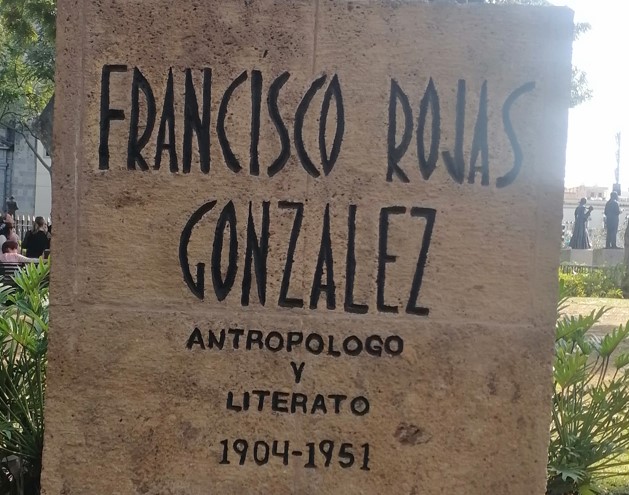 FRANCISCO ROJAS
GONZALEZ
ANTROPOLOGO
Y
LITERATO
1904-1951